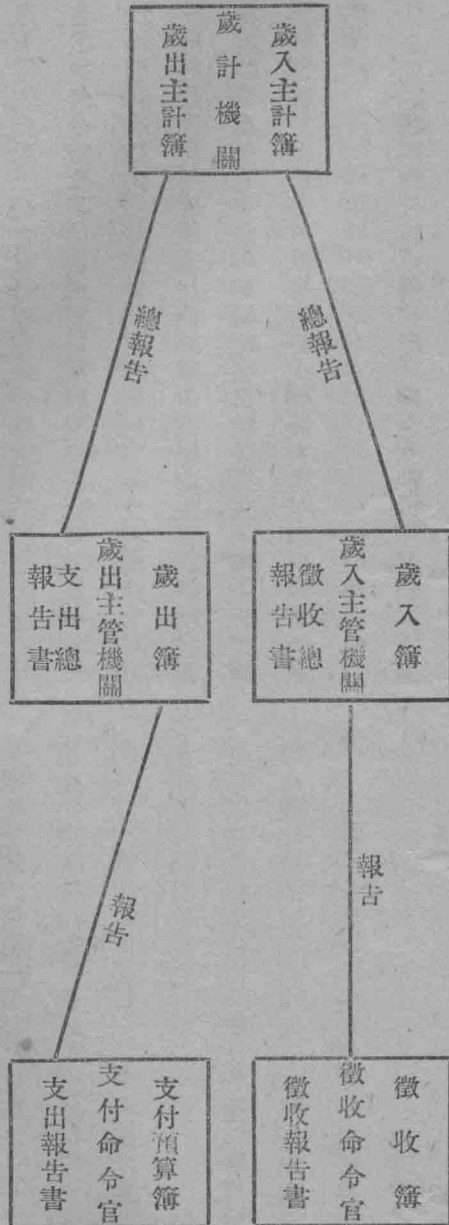 歲入主計簿
歲計機關
歲出主計簿
總報告
總報告
歲入簿
歲入主管機關
徵收總
報告書
歲出簿
歲出主管機關
支出總
報告書
報告
報告
徵收簿
徵收命令官
徵收報告書
支付預算簿
支付命令官
支出報告書